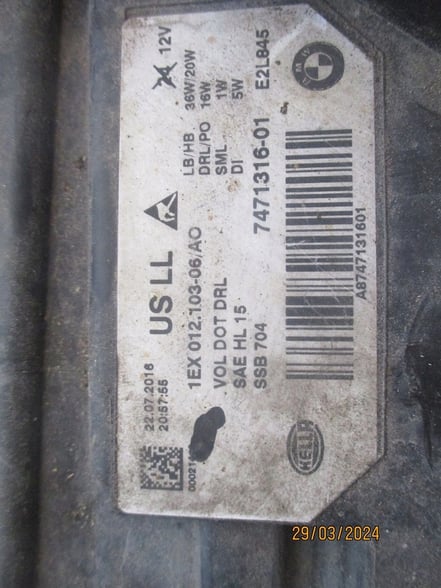 22.07.2016
20:57:55
US LL
1EX 012.103-06/AO
VOL DOT DRL
SAE HL 15
SSB 704
12V
LB/HB 36W/20W
DRL/PO 16W
SML 1W
DI 5W
7471316-01 E2L845
A8747131601
BMW
HELLA
29/03/2024